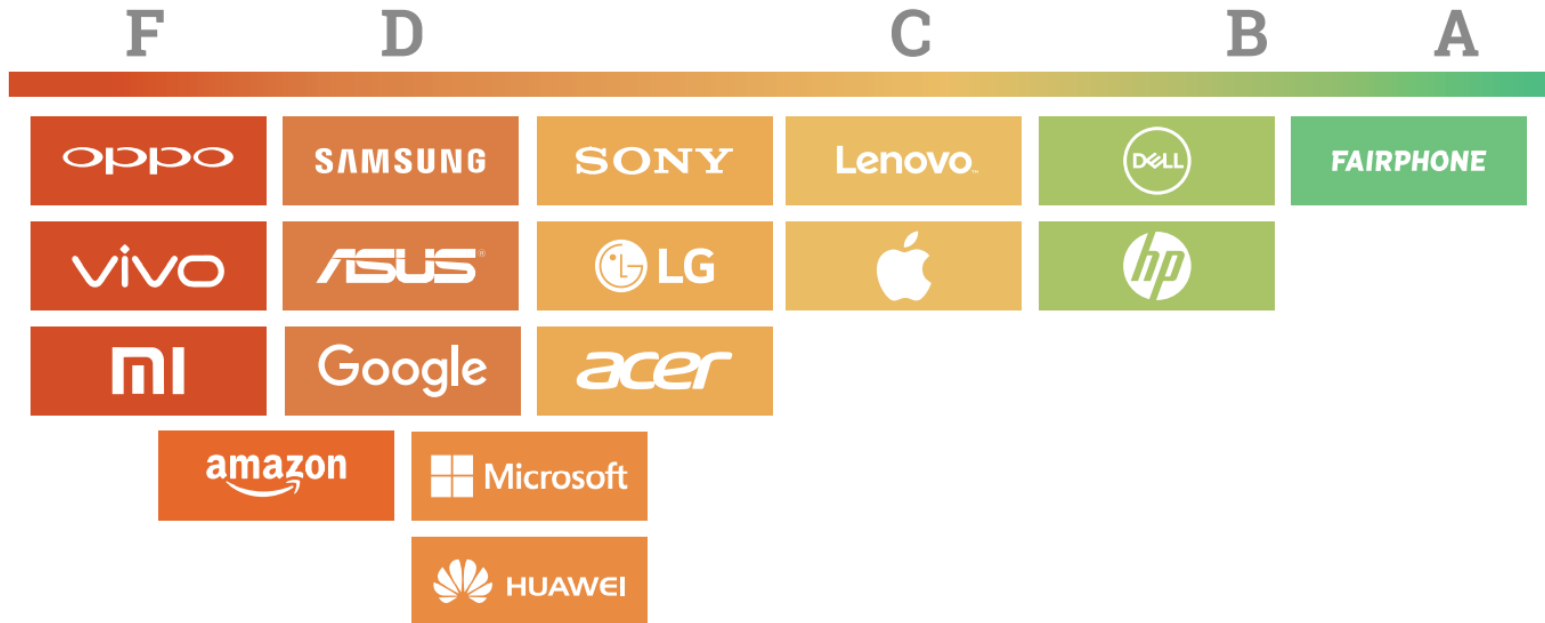 F D C B A
oppo SAMSUNG SONY Lenovo DELL FAIRPHONE
vivo ASUS LG hp
mi Google acer
amazon Microsoft
HUAWEI